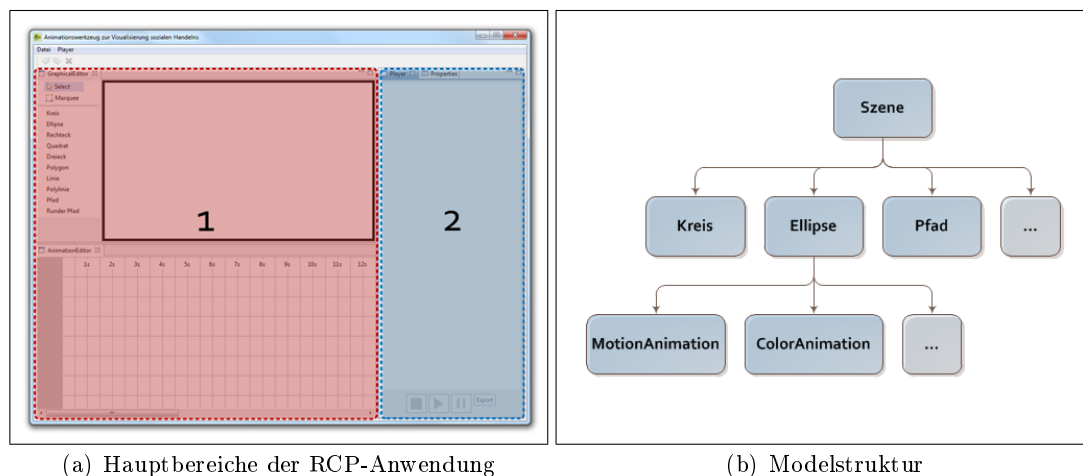 Animationswerkzeug zur Visualisierung sozialen Handelns
Datei Player
GraphicalEditor
Select
Marquee
Kreis
Ellipse
Rechteck
Quadrat
Dreieck
Polygon
Linie
Polylinie
Pfad
Runder Pfad
1
AnimationEditor
1s 2s 3s 4s 5s 6s 7s 8s 9s 10s 11s 12s
Player Properties
2
Export
(a) Hauptbereiche der RCP-Anwendung
Szene
Kreis Ellipse Pfad ...
MotionAnimation ColorAnimation ...
(b) Modelstruktur